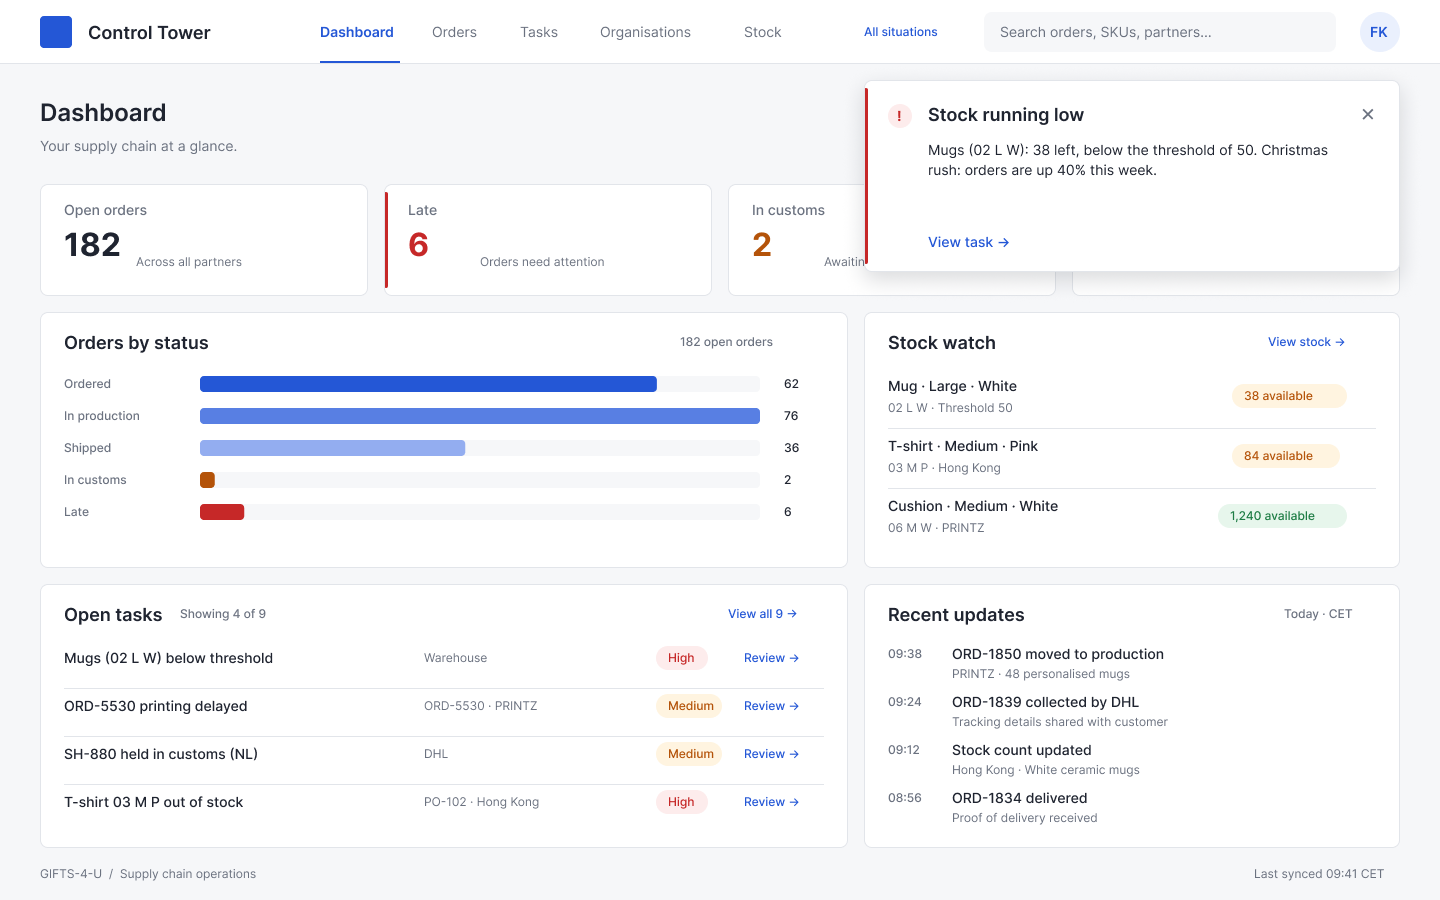 Control Tower
Dashboard
Orders
Tasks
Organisations
Stock
All situations
Search orders, SKUs, partners...
FK
Dashboard
Your supply chain at a glance.
!
Stock running low
✕
Mugs (02 L W): 38 left, below the threshold of 50. Christmas
rush: orders are up 40% this week.
View task →
Open orders
182
Across all partners
Late
6
Orders need attention
In customs
2
Orders by status
182 open orders
Ordered
62
In production
76
Shipped
36
In customs
2
Late
6
Stock watch
View stock →
Mug · Large · White
02 L W · Threshold 50
38 available
T-shirt · Medium · Pink
03 M P · Hong Kong
84 available
Cushion · Medium · White
06 M W · PRINTZ
1,240 available
Open tasks
Showing 4 of 9
View all 9 →
Mugs (02 L W) below threshold
Warehouse
High
Review →
ORD-5530 printing delayed
ORD-5530 · PRINTZ
Medium
Review →
SH-880 held in customs (NL)
DHL
Medium
Review →
T-shirt 03 M P out of stock
PO-102 · Hong Kong
High
Review →
Recent updates
Today · CET
09:38
ORD-1850 moved to production
PRINTZ · 48 personalised mugs
09:24
ORD-1839 collected by DHL
Tracking details shared with customer
09:12
Stock count updated
Hong Kong · White ceramic mugs
08:56
ORD-1834 delivered
Proof of delivery received
GIFTS-4-U / Supply chain operations
Last synced 09:41 CET